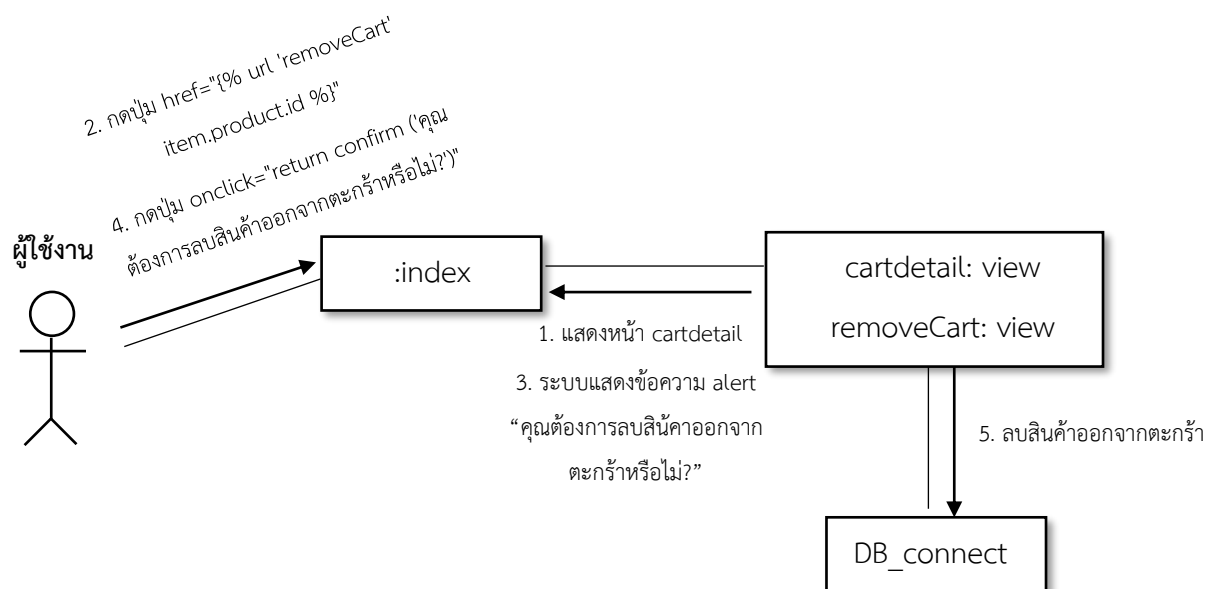 2. กดปุ่ม href="{% url 'removeCart'
item.product.id %}"
4. กดปุ่ม onclick="return confirm ('คุณ
ต้องการลบสินค้าออกจากตะกร้าหรือไม่?')"
ผู้ใช้งาน
:index
cartdetail: view
removeCart: view
1. แสดงหน้า cartdetail
3. ระบบแสดงข้อความ alert
“คุณต้องการลบสิน้คาออกจาก
ตะกร้าหรือไม่?”
5. ลบสินค้าออกจากตะกร้า
DB_connect